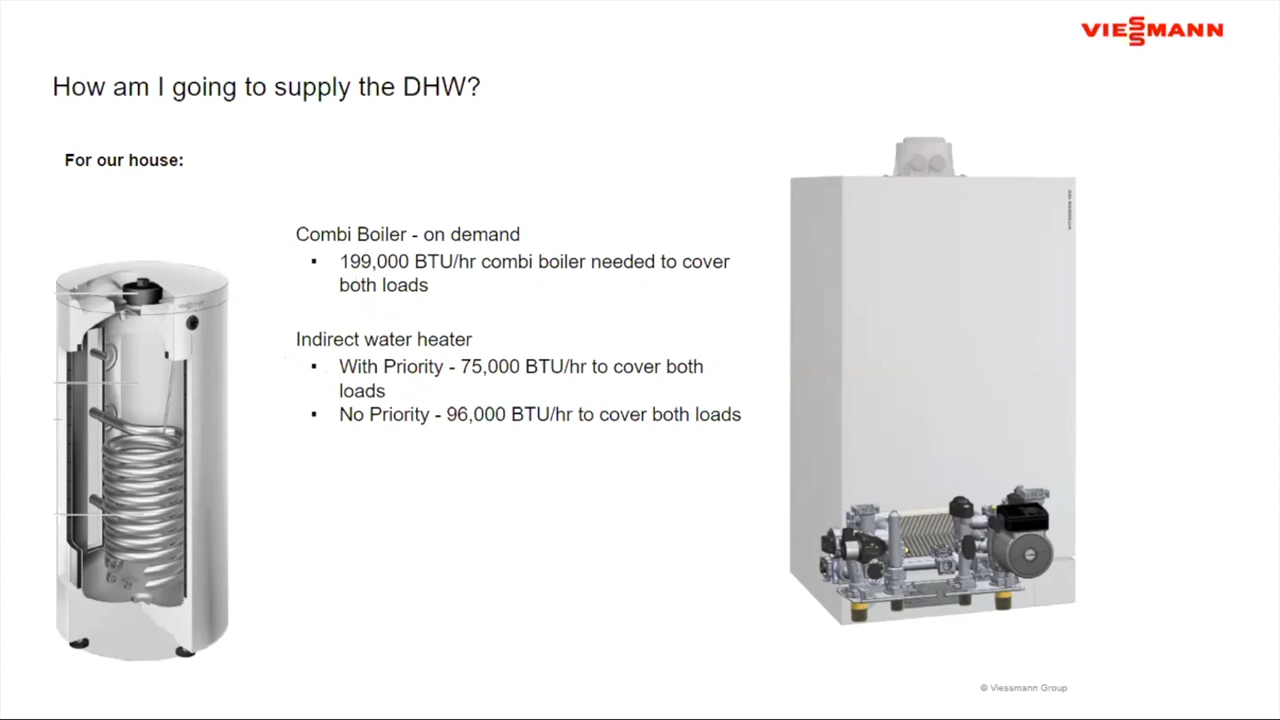 VIESSMANN
How am I going to supply the DHW?
For our house:
Combi Boiler - on demand
▪ 199,000 BTU/hr combi boiler needed to cover
both loads
Indirect water heater
▪ With Priority - 75,000 BTU/hr to cover both
loads
▪ No Priority - 96,000 BTU/hr to cover both loads
© Viessmann Group